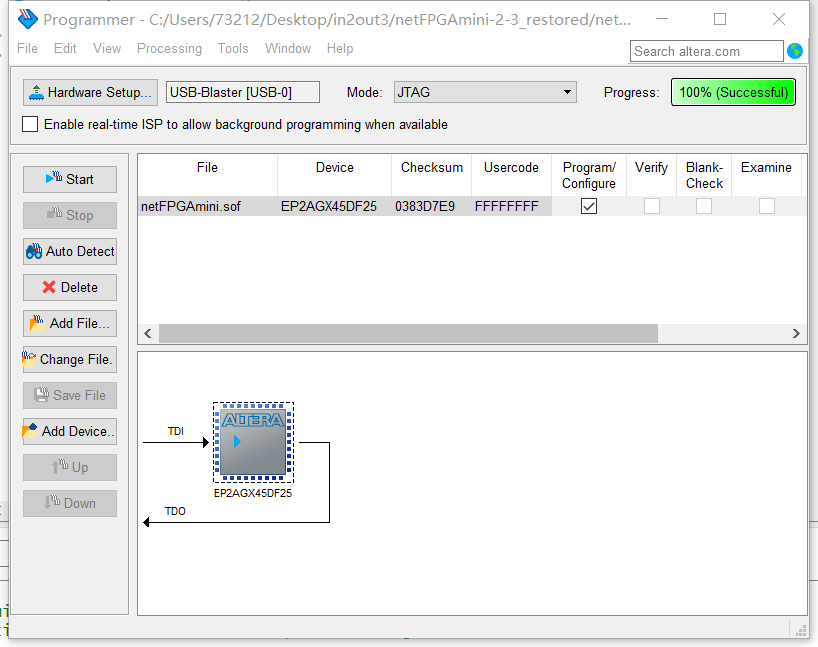 Programmer - C:/Users/73212/Desktop/in2out3/netFPGAmini-2-3_restored/net...
File Edit View Processing Tools Window Help
Search altera.com
Hardware Setup... USB-Blaster [USB-0] Mode: JTAG Progress: 100% (Successful)
Enable real-time ISP to allow background programming when available
Start
Stop
Auto Detect
Delete
Add File...
Change File.
Save File
Add Device..
Up
Down
File Device Checksum Usercode Program/ Verify Blank- Examine
Configure Check
netFPGAmini.sof EP2AGX45DF25 0383D7E9 FFFFFFFF
TDI
ALTERA
EP2AGX45DF25
TDO